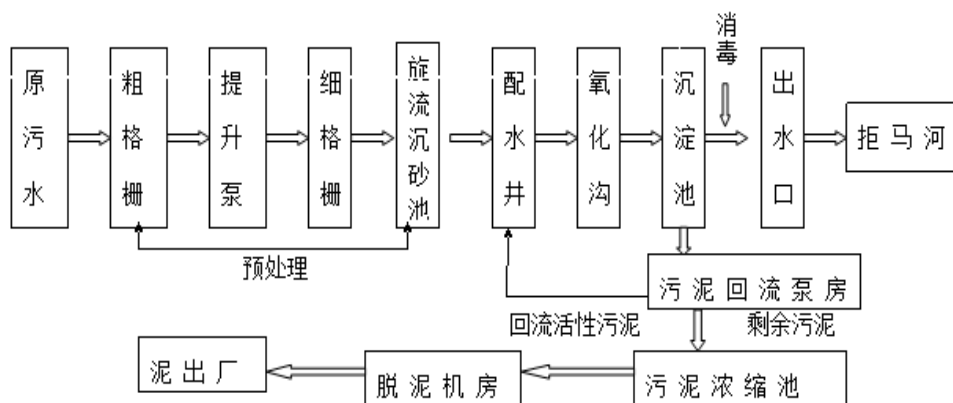 原污水
粗格栅
提升泵
细格栅
旋流沉砂池
配水井
氧化沟
沉淀池
消毒
出水口
拒马河
预处理
污泥回流泵房
回流活性污泥
剩余污泥
泥出厂
脱泥机房
污泥浓缩池